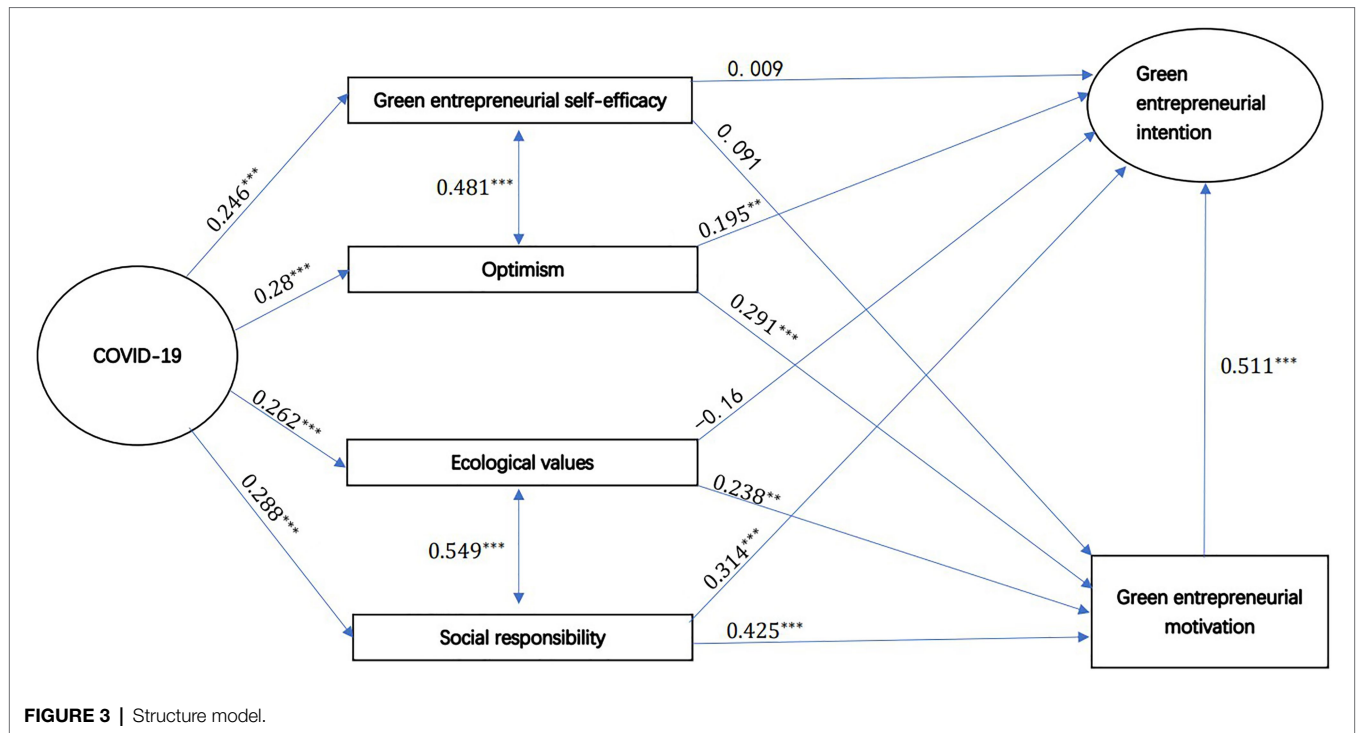 0.009
Green
entrepreneurial
intention
Green entrepreneurial self-efficacy
0.091
0.246***
0.481***
0.195**
Optimism
0.28***
0.291***
COVID-19
0.511***
0.262***
-0.16
Ecological values
0.238**
0.288***
0.549***
0.314***
Green entrepreneurial
motivation
Social responsibility
0.425***
FIGURE 3 | Structure model.